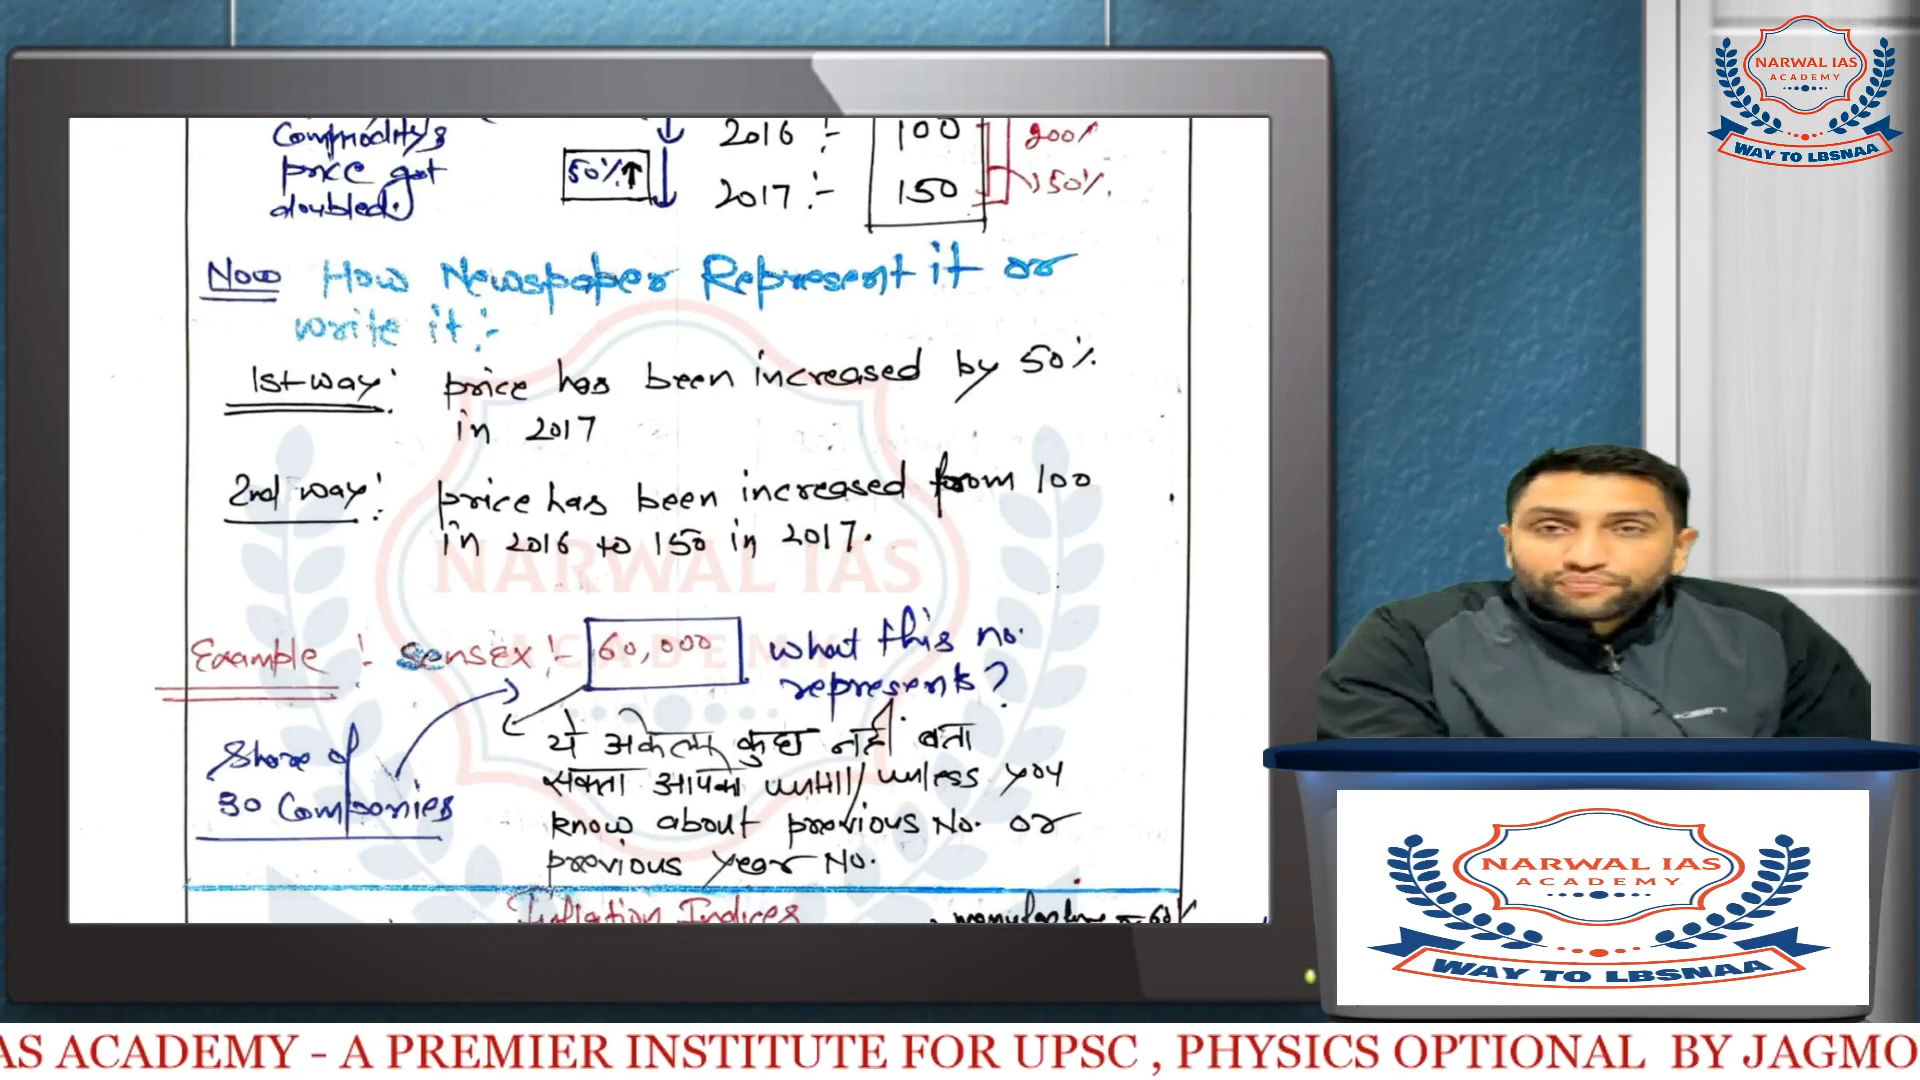 NARWAL IAS
ACADEMY
WAY TO LBSNAA
Commodity's
price got
doubled.
50%↑
2016 :- 100
2017 :- 150
200%
150%.
Now How Newspaper Represent it or
write it :-
1st way: price has been increased by 50%
in 2017
2nd way: price has been increased from 100
in 2016 to 150 in 2017.
NARWAL IAS
ACADEMY
Example :- Sensex :- 60,000 what this no.
represents?
Share of
30 Companies
ये अकेला कुछ नहीं बता
सकता आपको until/unless you
know about previous No. or
previous year No.
Inflation Indices
NARWAL IAS
ACADEMY
WAY TO LBSNAA
AS ACADEMY - A PREMIER INSTITUTE FOR UPSC , PHYSICS OPTIONAL BY JAGMO